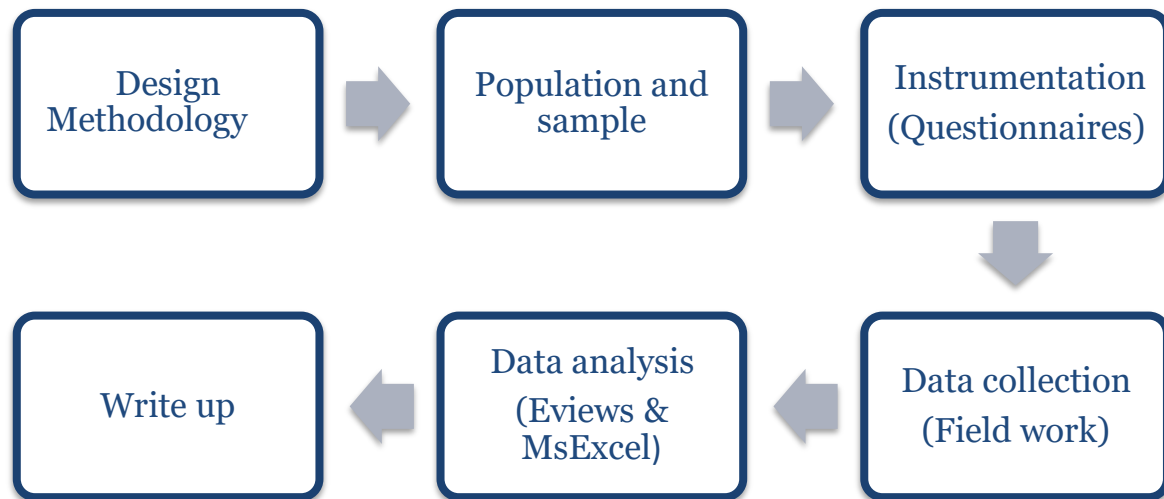 Design
Methodology
Population and
sample
Instrumentation
(Questionnaires)
Write up
Data analysis
(Eviews &
MsExcel)
Data collection
(Field work)